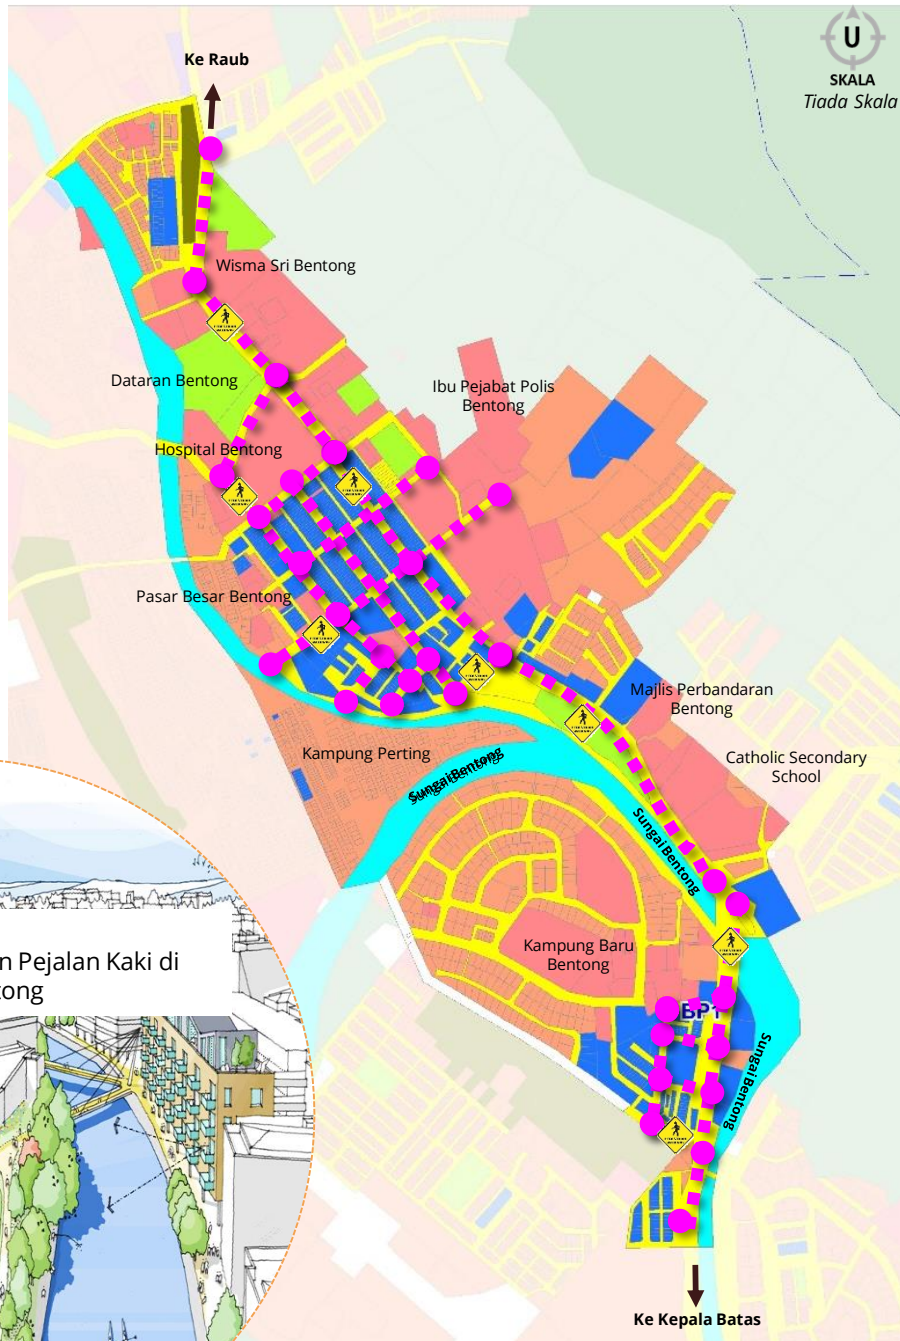 Ke Raub
U
SKALA
Tiada Skala
Wisma Sri Bentong
Dataran Bentong
Ibu Pejabat Polis
Bentong
Hospital Bentong
Pasar Besar Bentong
Majlis Perbandaran
Bentong
Kampung Perting
Sungai Bentong
Catholic Secondary
School
Sungai Bentong
Kampung Baru
Bentong
n Pejalan Kaki di
tong
BPT
Sungai Bentong
Ke Kepala Batas